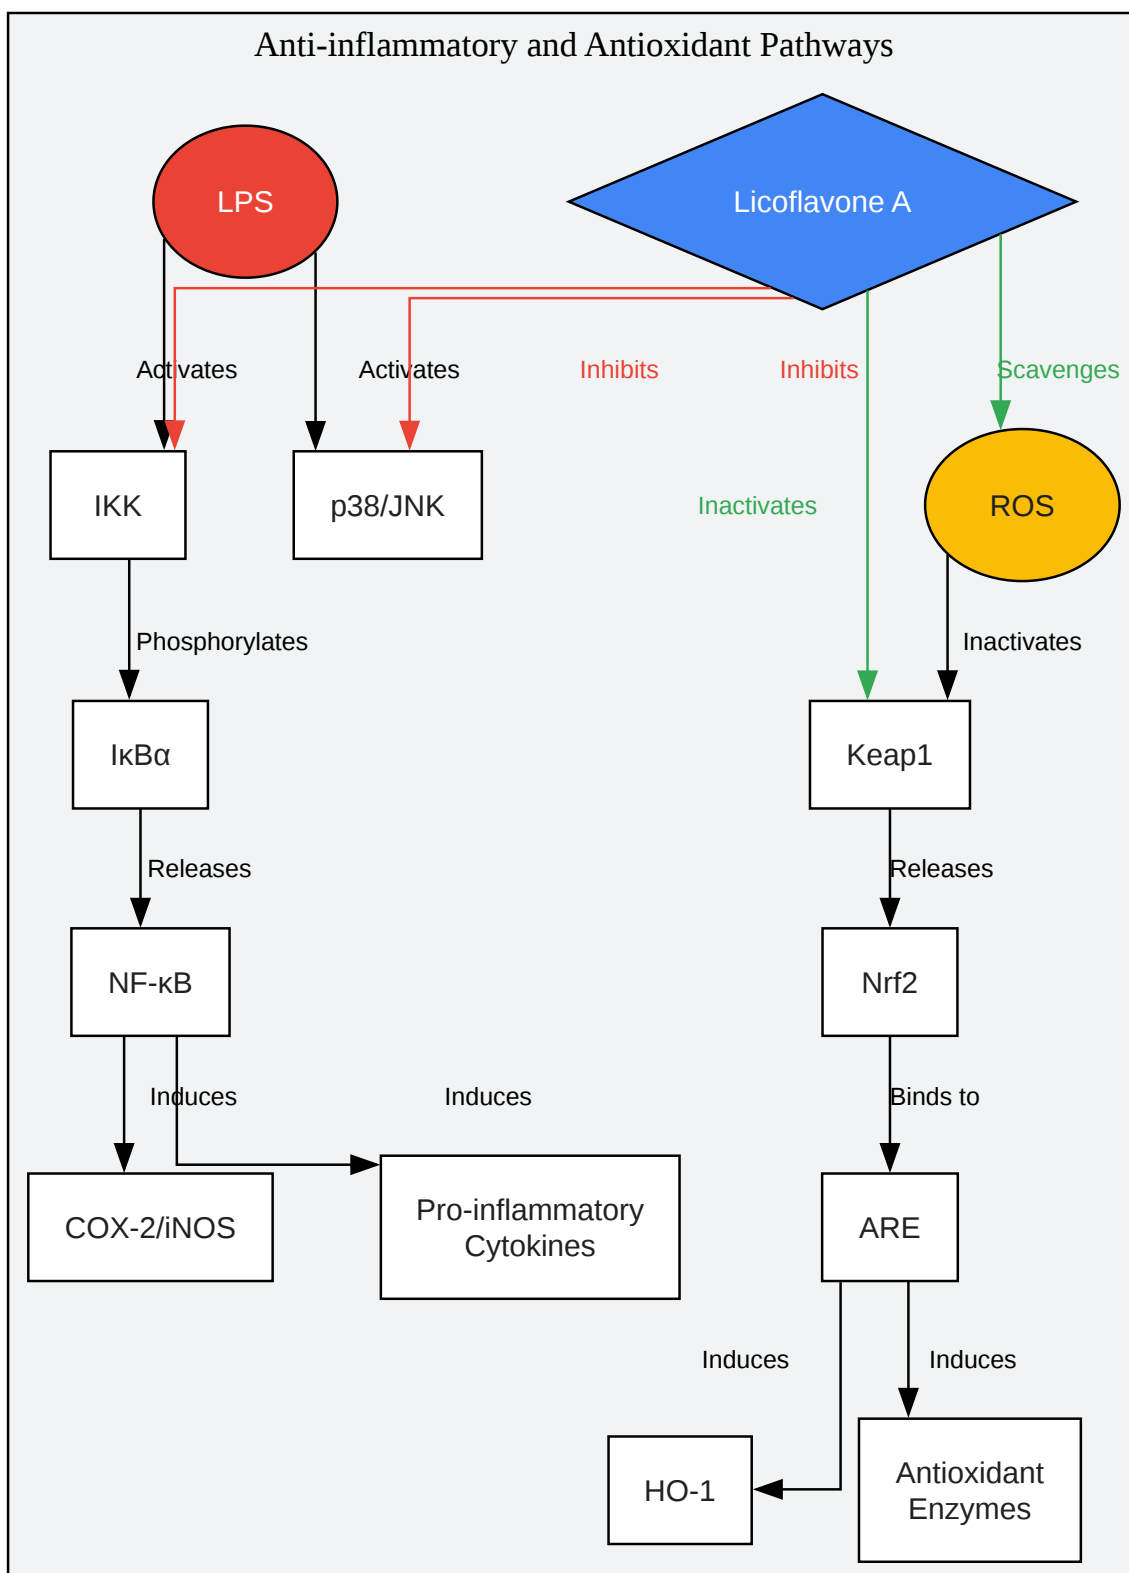 Anti-inflammatory and Antioxidant Pathways
LPS
Licoflavone A
Activates
Activates
Inhibits
Inhibits
Scavenges
IKK
p38/JNK
Inactivates
ROS
Phosphorylates
Inactivates
IκBα
Keap1
Releases
Releases
NF-κB
Nrf2
Induces
Induces
Binds to
COX-2/iNOS
Pro-inflammatory
Cytokines
ARE
Induces
Induces
HO-1
Antioxidant
Enzymes